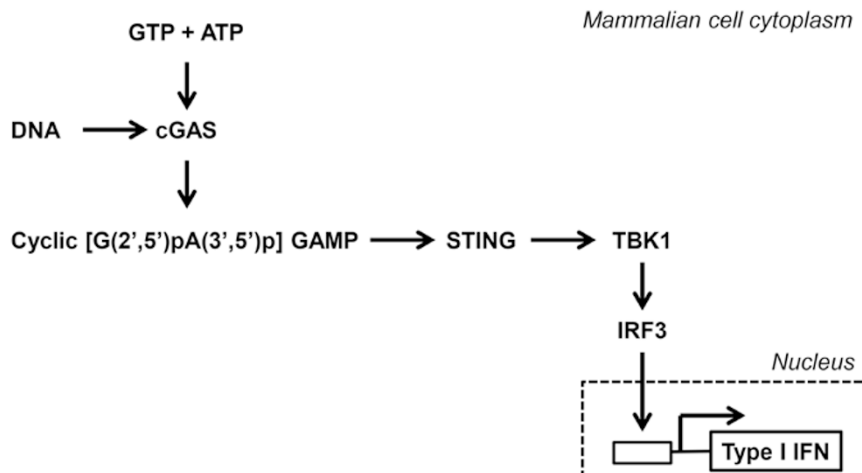 Mammalian cell cytoplasm
GTP + ATP
DNA
cGAS
Cyclic [G(2’,5’)pA(3’,5’)p] GAMP
STING
TBK1
IRF3
Nucleus
Type I IFN